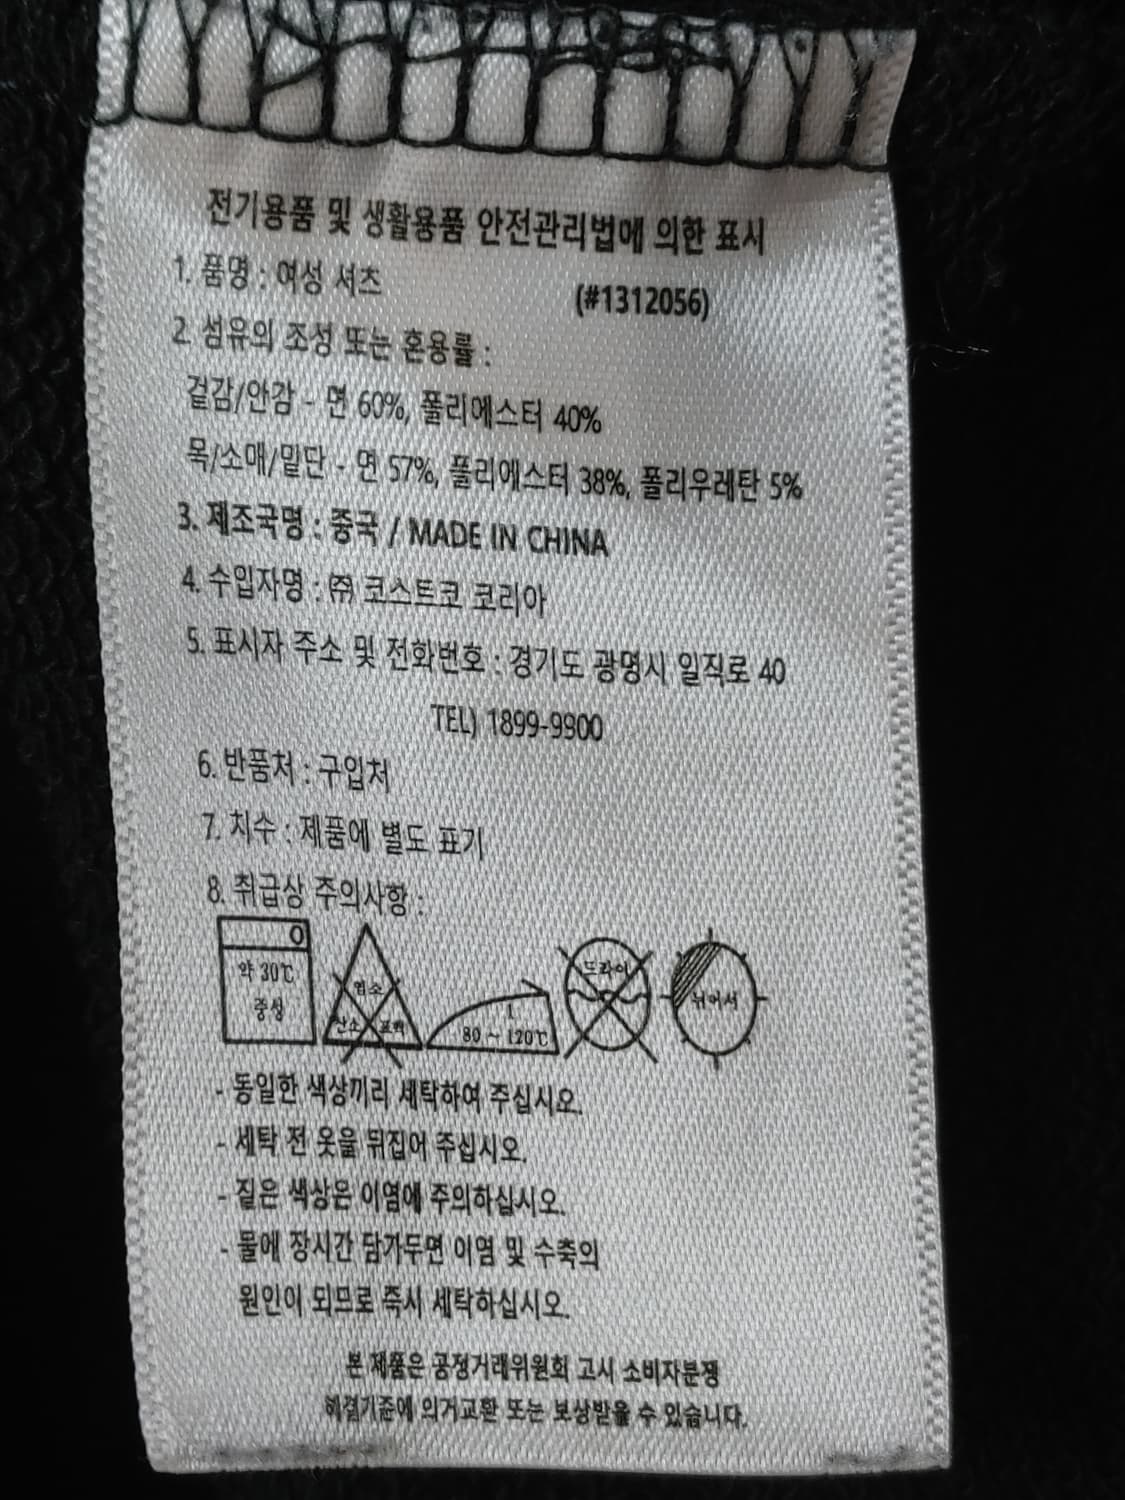 전기용품 및 생활용품 안전관리법에 의한 표시
1. 품명 : 여성 셔츠 (#1312056)
2. 섬유의 조성 또는 혼용률 :
겉감/안감 - 면 60%, 폴리에스터 40%
목/소매/밑단 - 면 57%, 폴리에스터 38%, 폴리우레탄 5%
3. 제조국명 : 중국 / MADE IN CHINA
4. 수입자명 : ㈜ 코스트코 코리아
5. 표시자 주소 및 전화번호 : 경기도 광명시 일직로 40
TEL) 1899-9900
6. 반품처 : 구입처
7. 치수 : 제품에 별도 표기
8. 취급상 주의사항 :
약 30℃
중성
염소
산소 표백
80 ~ 120℃
드라이
뉘어서
- 동일한 색상끼리 세탁하여 주십시오.
- 세탁 전 옷을 뒤집어 주십시오.
- 짙은 색상은 이염에 주의하십시오.
- 물에 장시간 담가두면 이염 및 수축의
원인이 되므로 즉시 세탁하십시오.
본 제품은 공정거래위원회 고시 소비자분쟁
해결기준에 의거교환 또는 보상받을 수 있습니다.